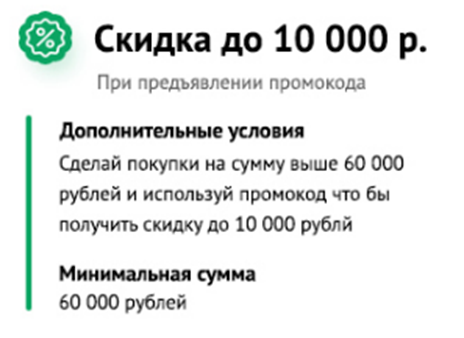 Скидка до 10 000 р.
При предъявлении промокода
Дополнительные условия
Сделай покупки на сумму выше 60 000
рублей и используй промокод что бы
получить скидку до 10 000 рублй
Минимальная сумма
60 000 рублей